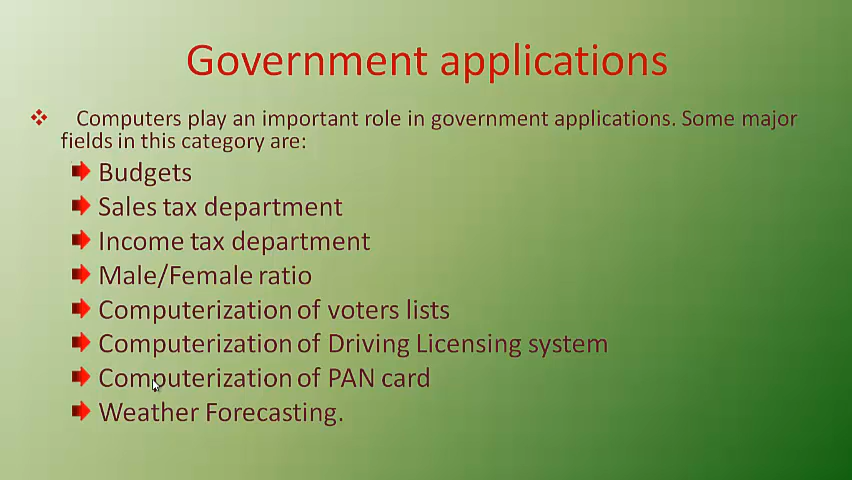 Government applications
Computers play an important role in government applications. Some major
fields in this category are:
Budgets
Sales tax department
Income tax department
Male/Female ratio
Computerization of voters lists
Computerization of Driving Licensing system
Computerization of PAN card
Weather Forecasting.